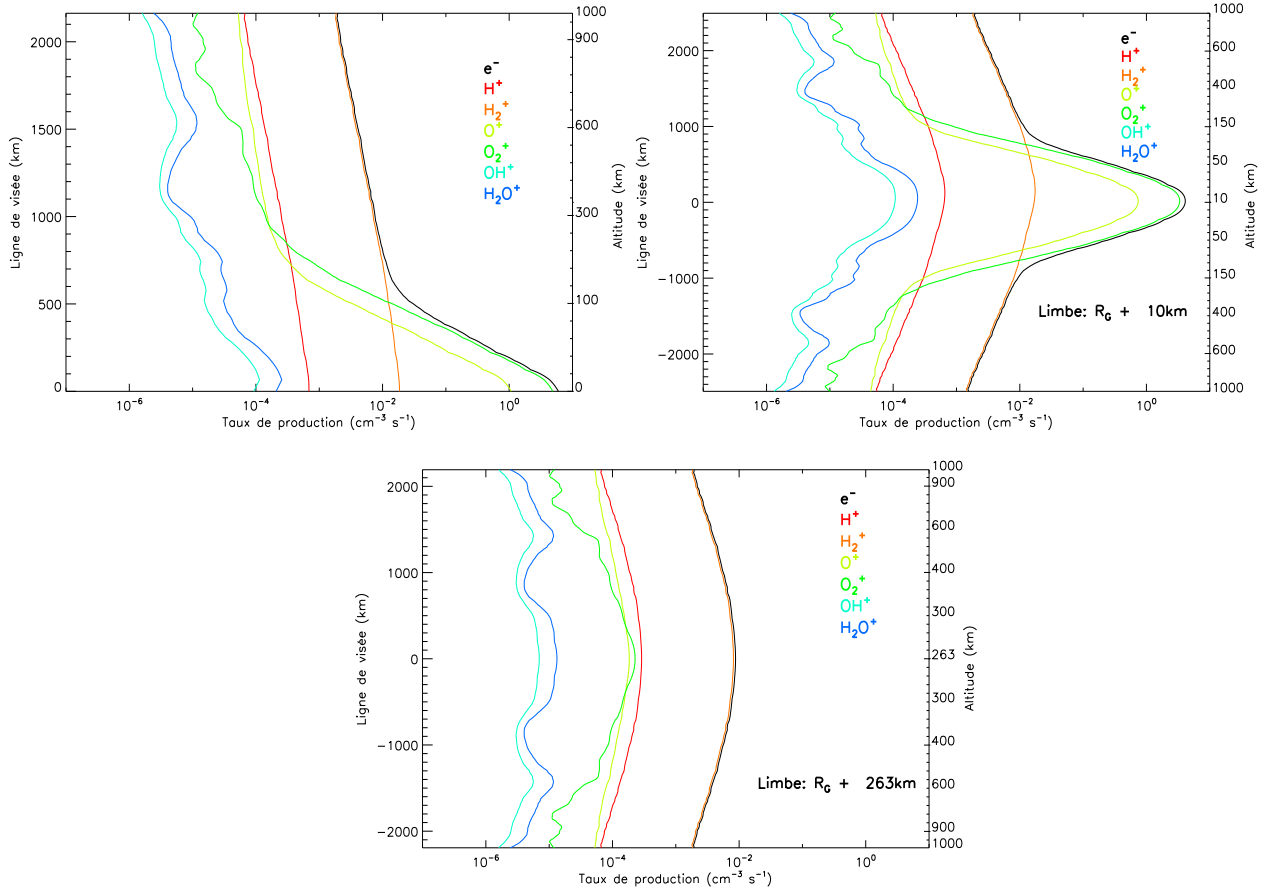 Ligne de visée (km)
2000
1500
1000
500
0
1000
900
600
300
100
0
Altitude (km)
e⁻
H⁺
H₂⁺
O⁺
O₂⁺
OH⁺
H₂O⁺
10⁻⁶ 10⁻⁴ 10⁻² 10⁰
Taux de production (cm⁻³ s⁻¹)
Ligne de visée (km)
2000
1000
0
−1000
−2000
1000
600
400
150
50
10
50
150
400
600
1000
Altitude (km)
e⁻
H⁺
H₂⁺
O⁺
O₂⁺
OH⁺
H₂O⁺
Limbe: R_G + 10km
10⁻⁶ 10⁻⁴ 10⁻² 10⁰
Taux de production (cm⁻³ s⁻¹)
Ligne de visée (km)
2000
1000
0
−1000
−2000
1000
900
600
400
300
263
300
400
600
900
1000
Altitude (km)
e⁻
H⁺
H₂⁺
O⁺
O₂⁺
OH⁺
H₂O⁺
Limbe: R_G + 263km
10⁻⁶ 10⁻⁴ 10⁻² 10⁰
Taux de production (cm⁻³ s⁻¹)